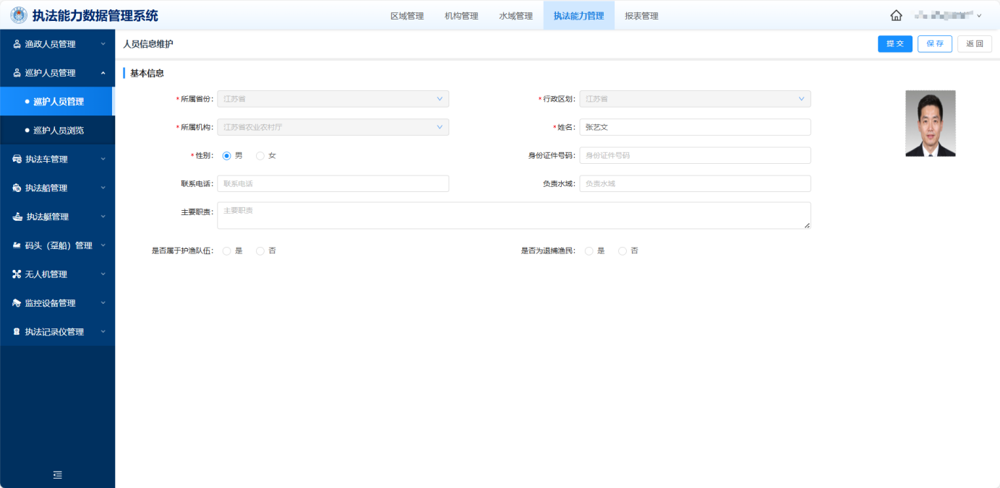 执法能力数据管理系统
区域管理 机构管理 水域管理 执法能力管理 报表管理
渔政人员管理
巡护人员管理
巡护人员管理
巡护人员浏览
执法车管理
执法船管理
执法艇管理
码头（趸船）管理
无人机管理
监控设备管理
执法记录仪管理
人员信息维护
提 交 保 存 返 回
基本信息
* 所属省份: 江苏省 * 行政区划: 江苏省
* 所属机构: 江苏省农业农村厅 * 姓名: 张艺文
* 性别: 男 女 身份证件号码: 身份证件号码
联系电话: 联系电话 负责水域: 负责水域
主要职责: 主要职责
是否属于护渔队伍: 是 否 是否为退捕渔民: 是 否